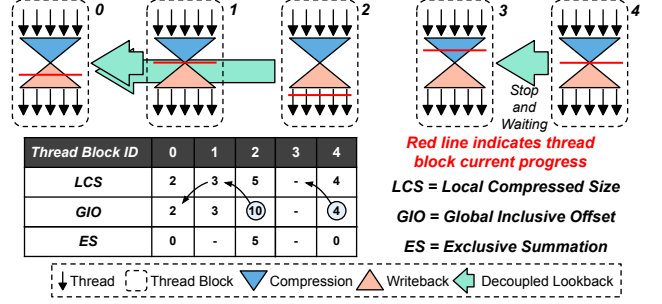 0 1 2 3 4
Stop
and
Waiting
Thread Block ID 0 1 2 3 4
LCS 2 3 5 - 4
GIO 2 3 10 - 4
ES 0 - 5 - 0
Red line indicates thread
block current progress
LCS = Local Compressed Size
GIO = Global Inclusive Offset
ES = Exclusive Summation
Thread Thread Block Compression Writeback Decoupled Lookback